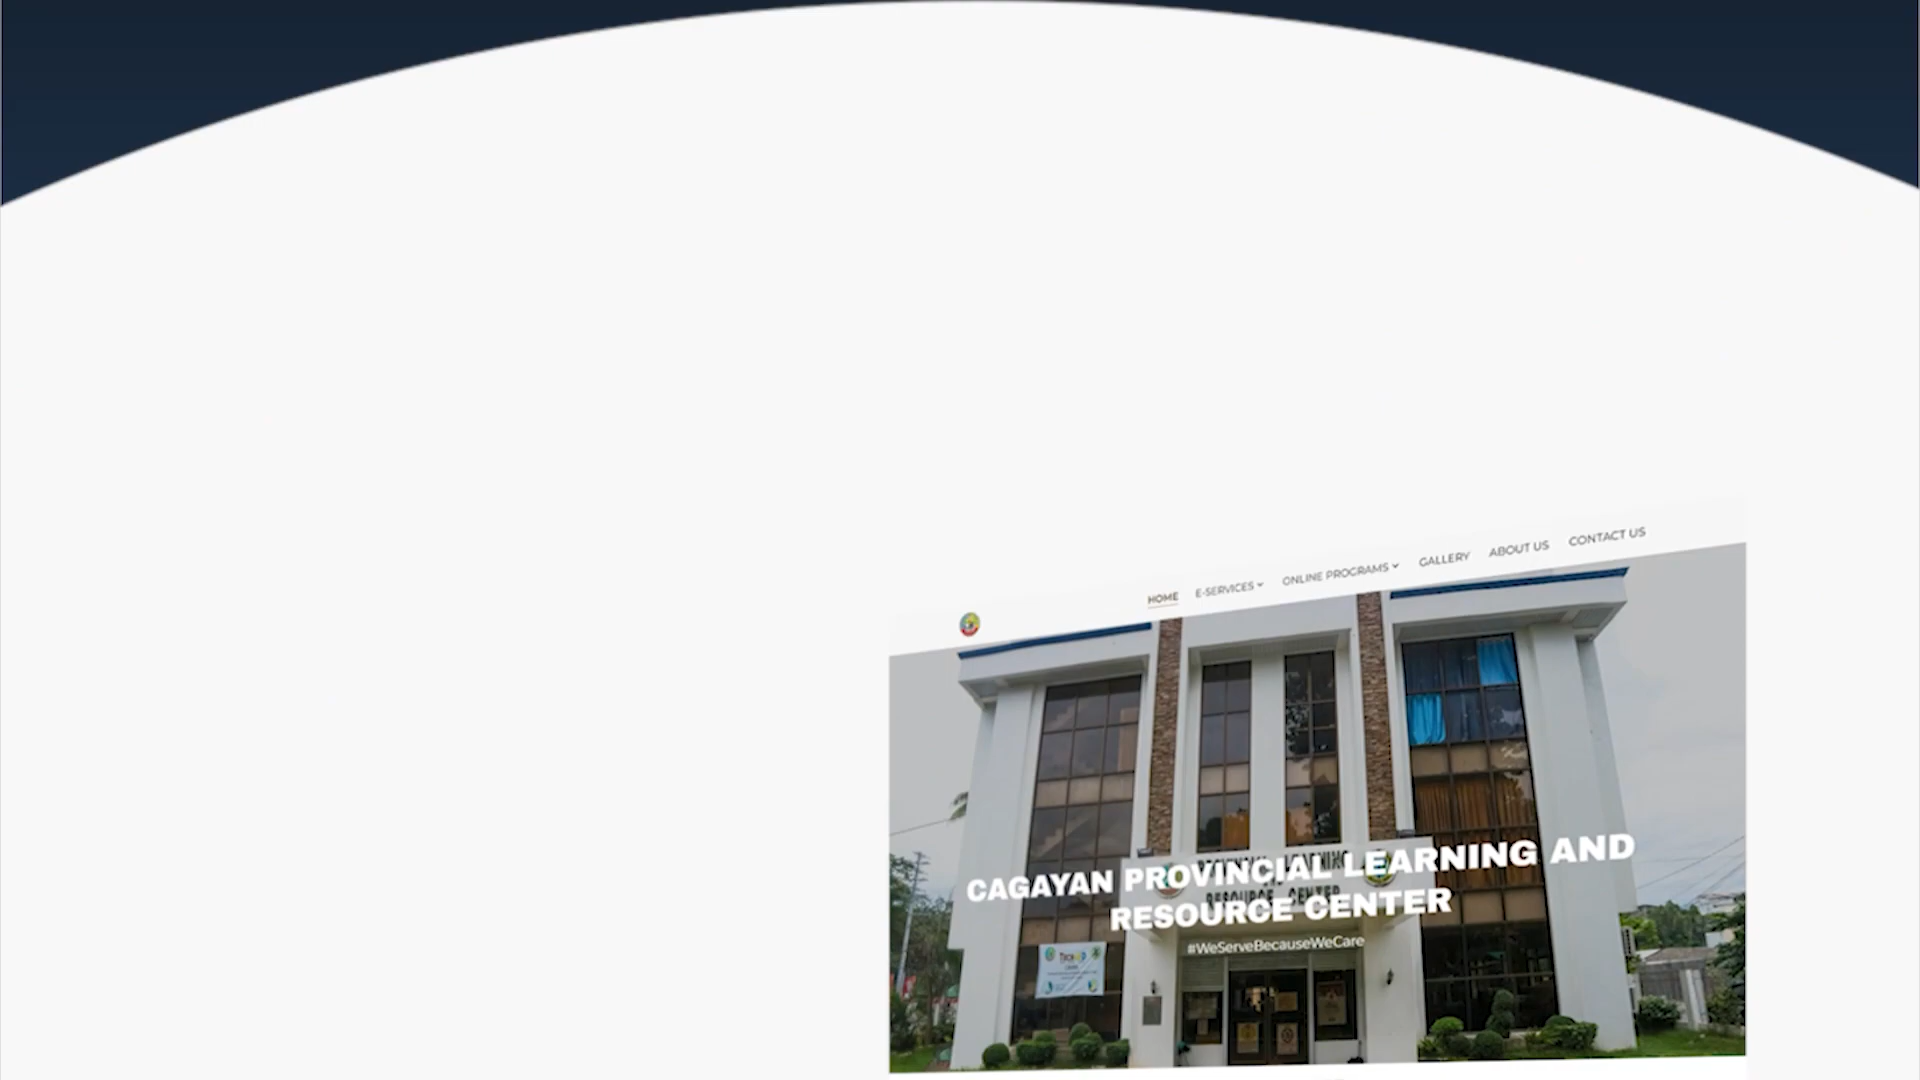 HOME E-SERVICES ONLINE PROGRAMS GALLERY ABOUT US CONTACT US
CAGAYAN PROVINCIAL LEARNING AND
RESOURCE CENTER
#WeServeBecauseWeCare